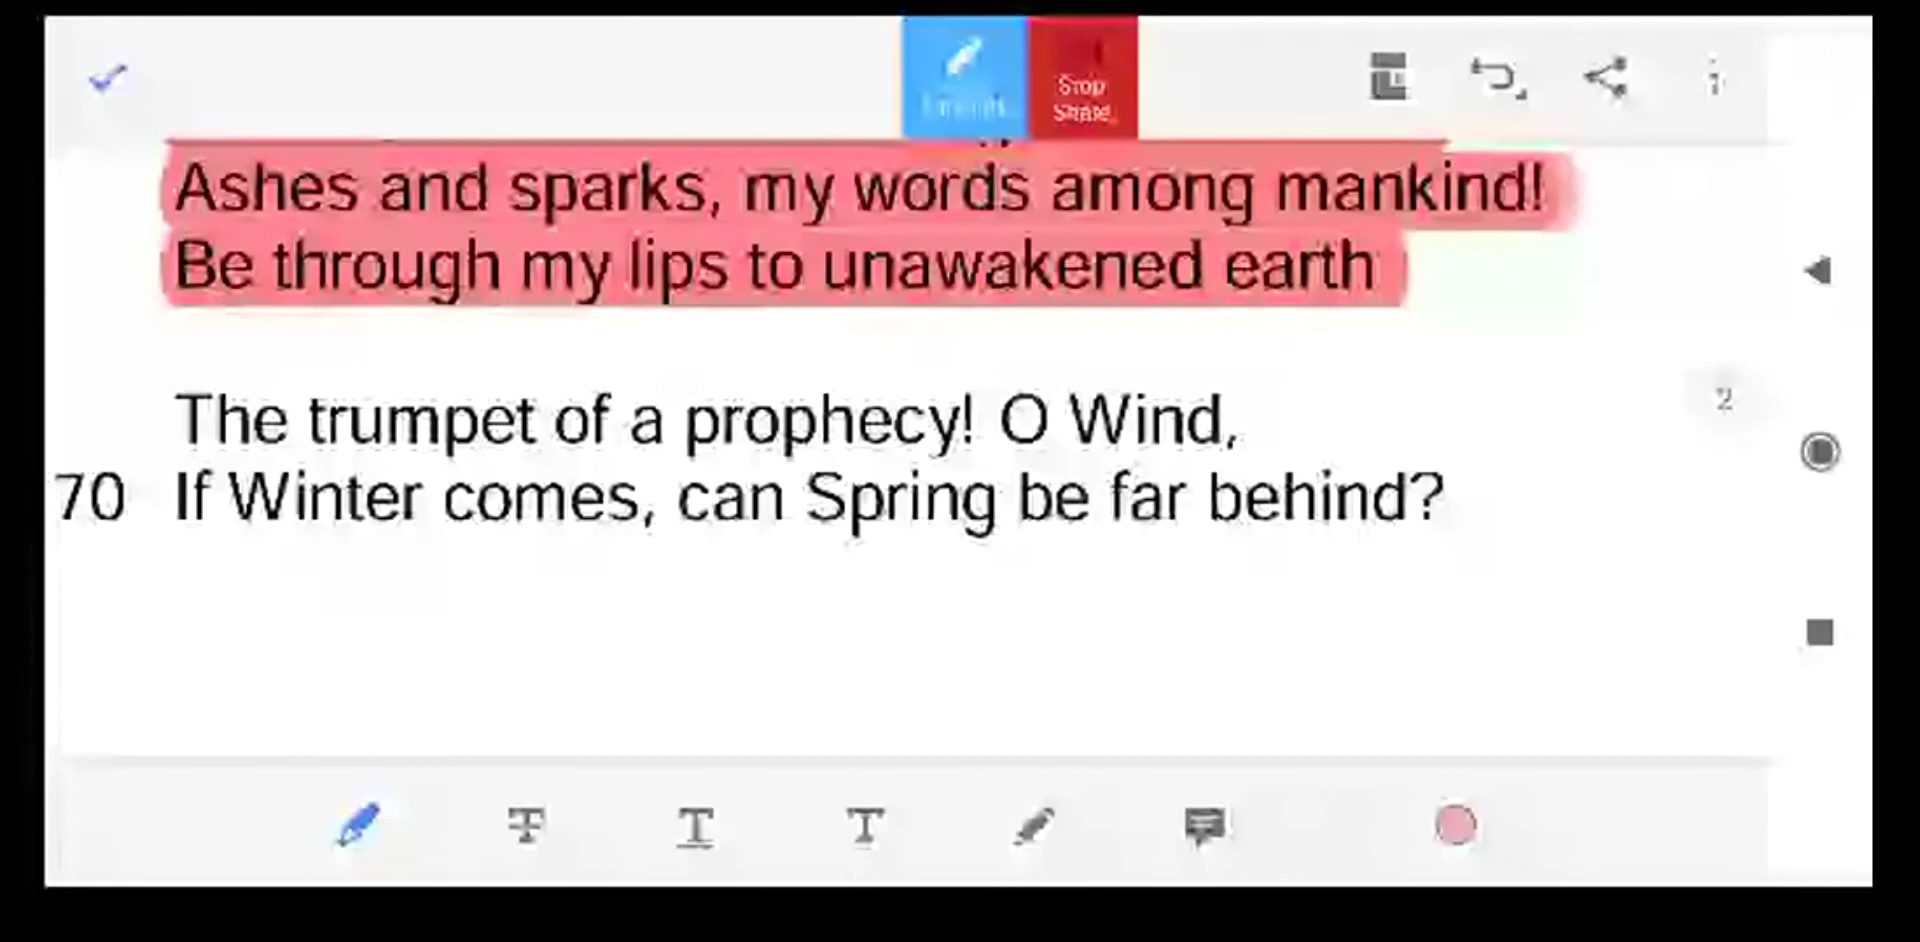 Stop
Share
Ashes and sparks, my words among mankind!
Be through my lips to unawakened earth
The trumpet of a prophecy! O Wind,
2
70 If Winter comes, can Spring be far behind?